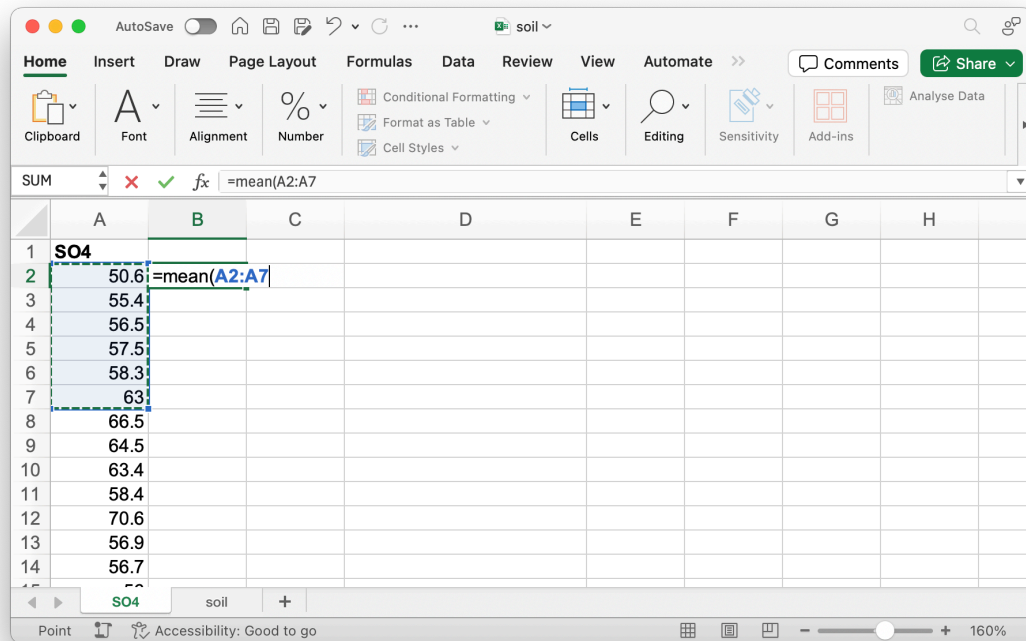 AutoSave soil
Home Insert Draw Page Layout Formulas Data Review View Automate Comments Share
Clipboard Font Alignment % Number Conditional Formatting Format as Table Cell Styles Cells Editing Sensitivity Add-ins Analyse Data
SUM fx =mean(A2:A7
A B C D E F G H
1 SO4
2 50.6 =mean(A2:A7
3 55.4
4 56.5
5 57.5
6 58.3
7 63
8 66.5
9 64.5
10 63.4
11 58.4
12 70.6
13 56.9
14 56.7
SO4 soil +
Point Accessibility: Good to go - + 160%